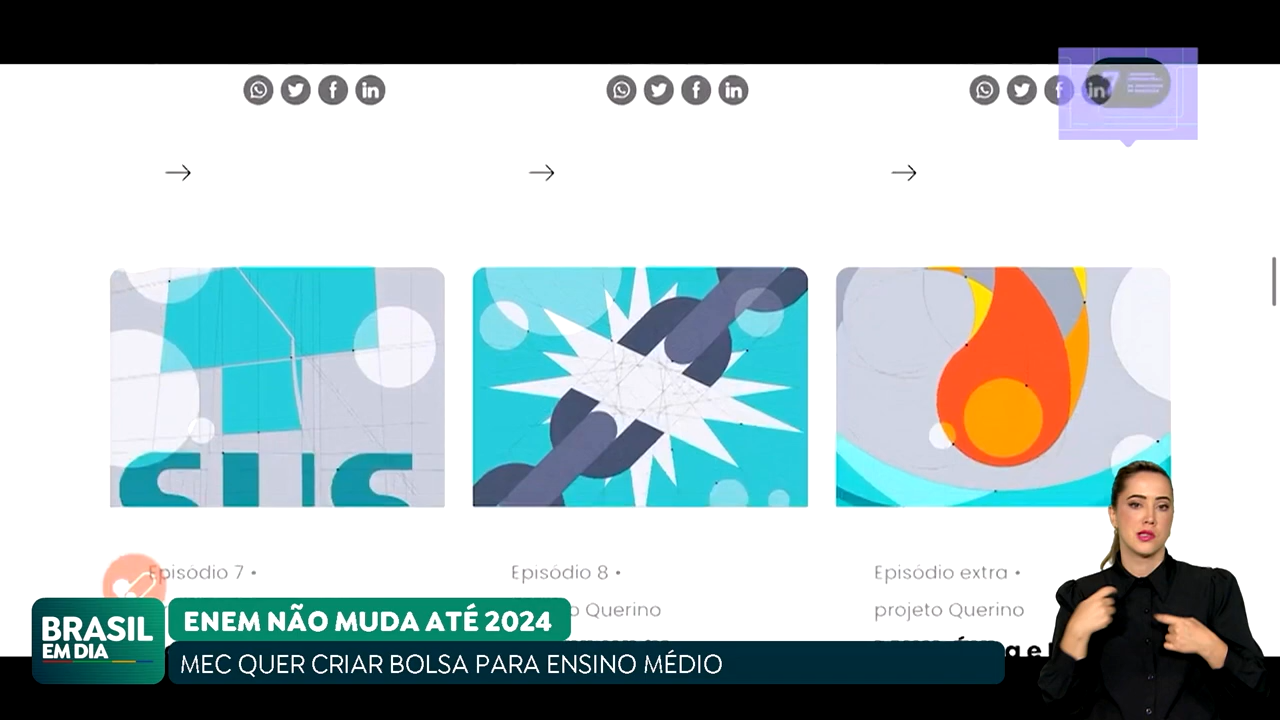 SUS
Episódio 7 •
Episódio 8 •
Episódio extra •
Querino
projeto Querino
BRASIL
EM DIA
ENEM NÃO MUDA ATÉ 2024
MEC QUER CRIAR BOLSA PARA ENSINO MÉDIO